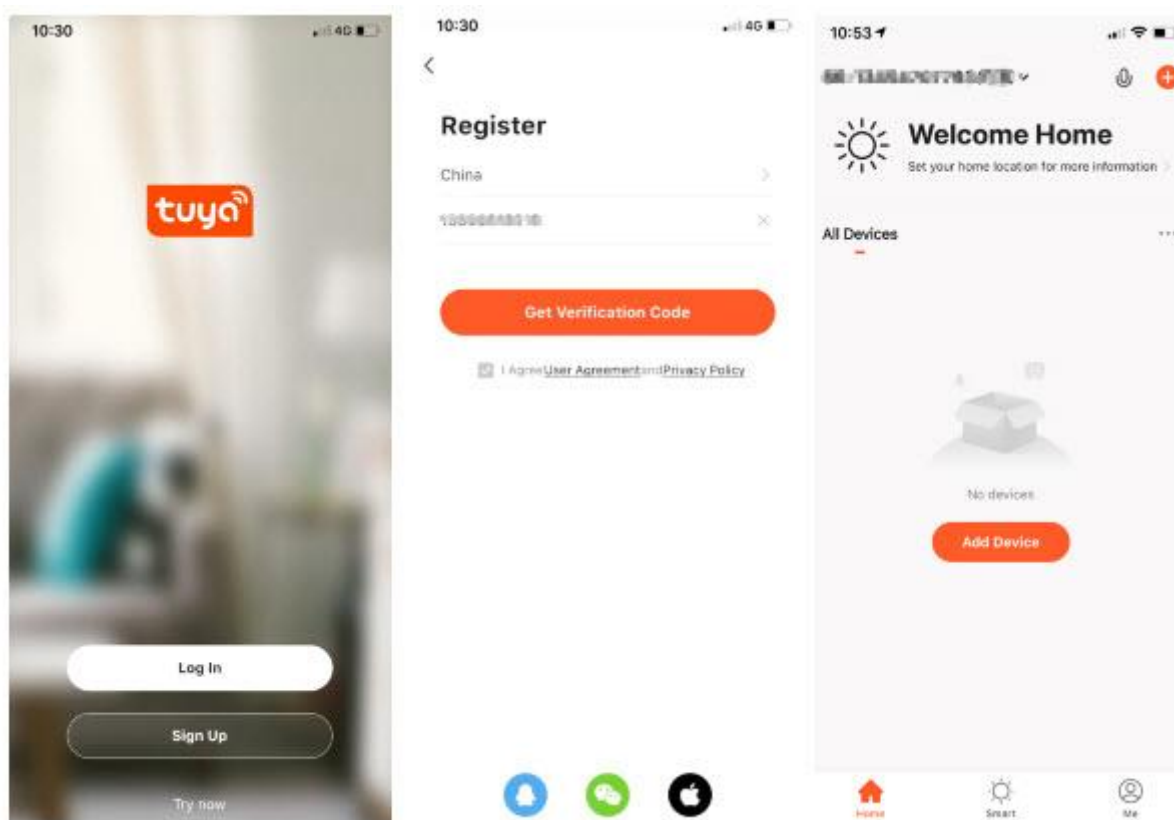 10:30
4G
tuya
Log In
Sign Up
Try now
10:30
4G
Register
China
Get Verification Code
I Agree User Agreement and Privacy Policy
10:53
Welcome Home
Set your home location for more information
All Devices
No devices
Add Device
Home
Smart
Me